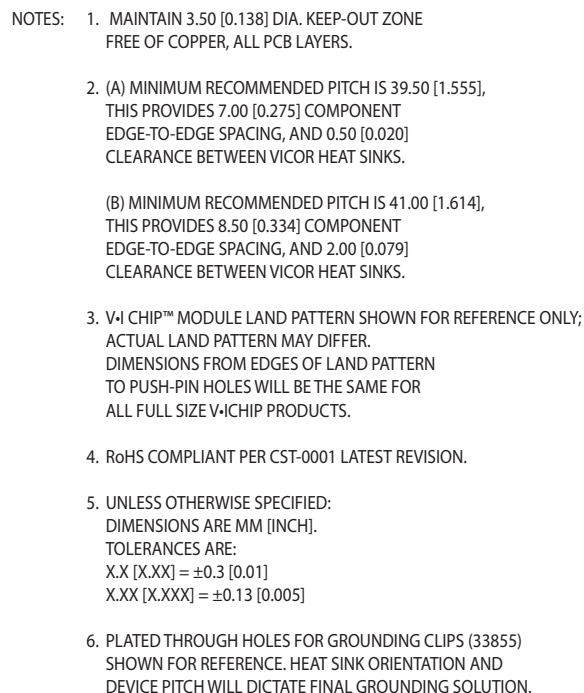 NOTES: 1. MAINTAIN 3.50 [0.138] DIA. KEEP-OUT ZONE
FREE OF COPPER, ALL PCB LAYERS.
2. (A) MINIMUM RECOMMENDED PITCH IS 39.50 [1.555],
THIS PROVIDES 7.00 [0.275] COMPONENT
EDGE-TO-EDGE SPACING, AND 0.50 [0.020]
CLEARANCE BETWEEN VICOR HEAT SINKS.
(B) MINIMUM RECOMMENDED PITCH IS 41.00 [1.614],
THIS PROVIDES 8.50 [0.334] COMPONENT
EDGE-TO-EDGE SPACING, AND 2.00 [0.079]
CLEARANCE BETWEEN VICOR HEAT SINKS.
3. V•I CHIP™ MODULE LAND PATTERN SHOWN FOR REFERENCE ONLY;
ACTUAL LAND PATTERN MAY DIFFER.
DIMENSIONS FROM EDGES OF LAND PATTERN
TO PUSH-PIN HOLES WILL BE THE SAME FOR
ALL FULL SIZE V•ICHIP PRODUCTS.
4. RoHS COMPLIANT PER CST-0001 LATEST REVISION.
5. UNLESS OTHERWISE SPECIFIED:
DIMENSIONS ARE MM [INCH].
TOLERANCES ARE:
X.X [X.XX] = ±0.3 [0.01]
X.XX [X.XXX] = ±0.13 [0.005]
6. PLATED THROUGH HOLES FOR GROUNDING CLIPS (33855)
SHOWN FOR REFERENCE. HEAT SINK ORIENTATION AND
DEVICE PITCH WILL DICTATE FINAL GROUNDING SOLUTION.